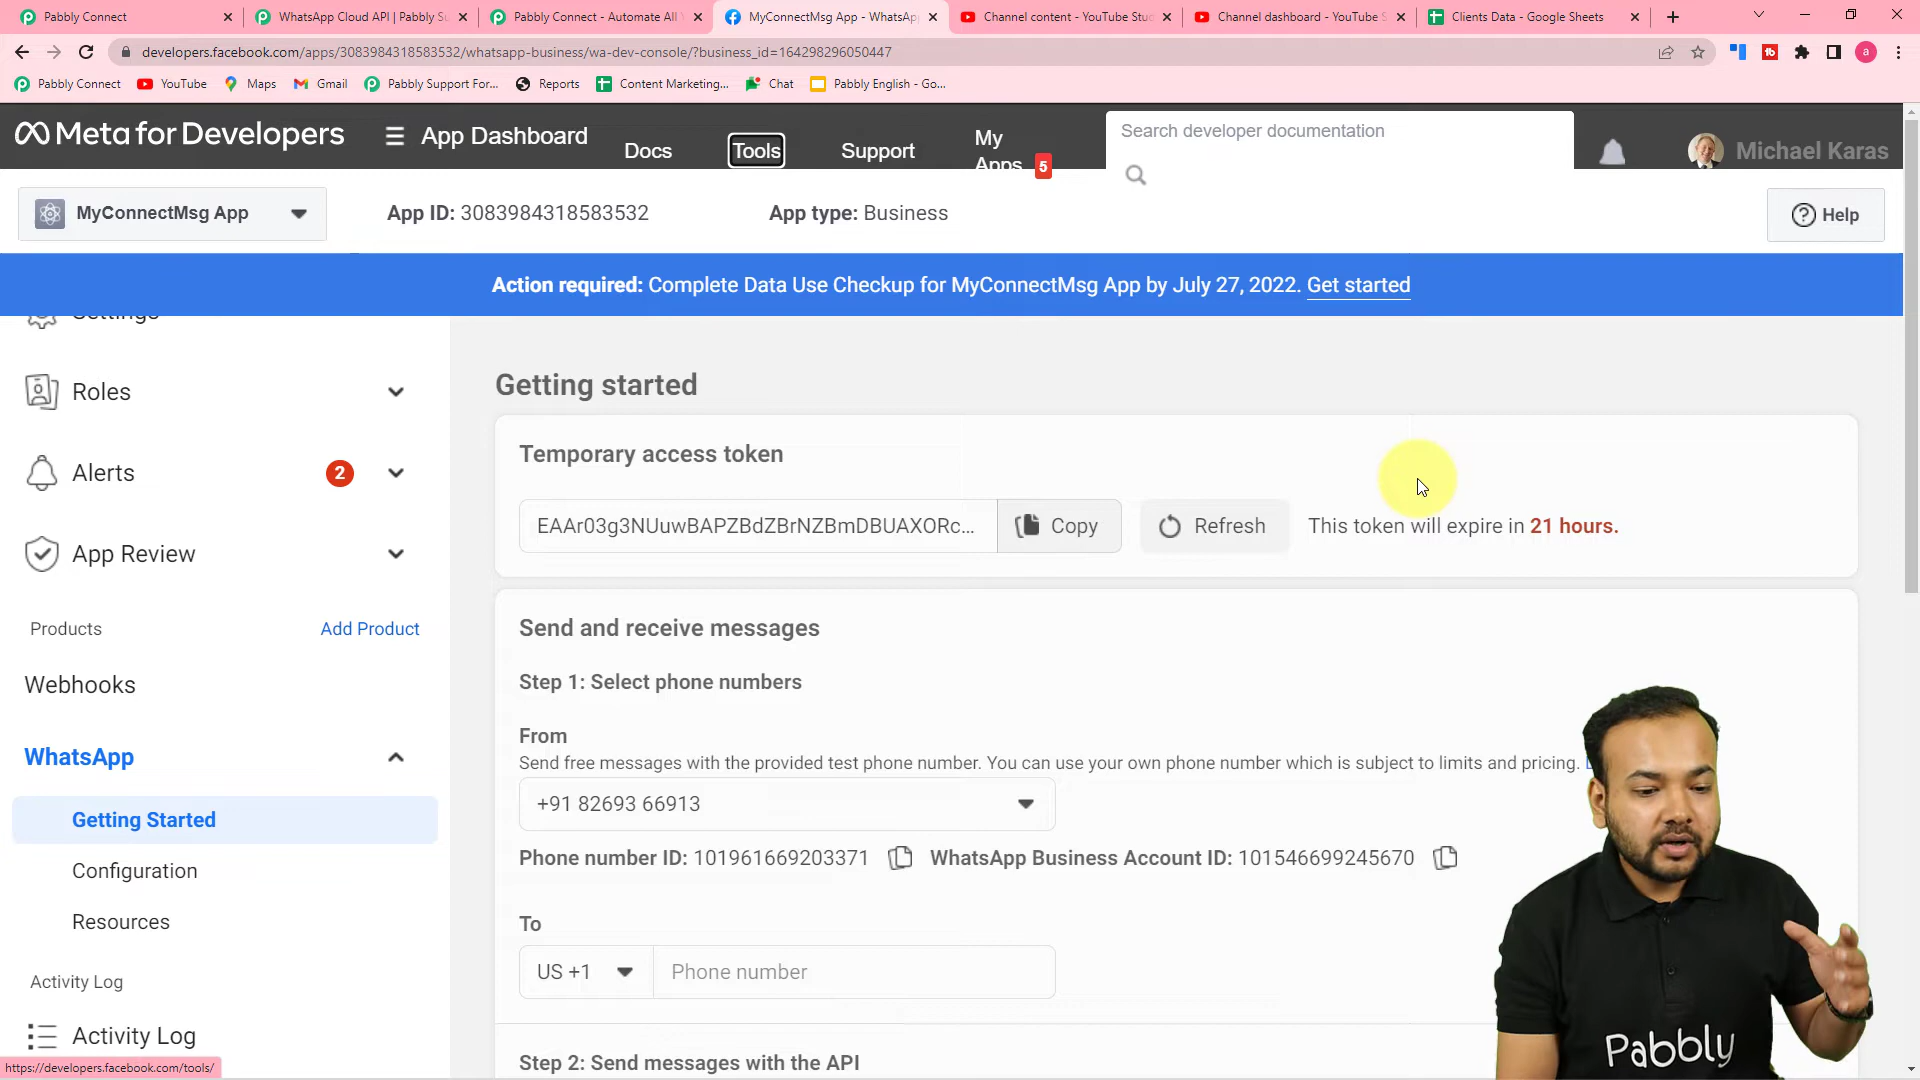 Pabbly Connect
WhatsApp Cloud API | Pabbly Su
Pabbly Connect - Automate All Y
MyConnectMsg App - WhatsApp
Channel content - YouTube Stud
Channel dashboard - YouTube S
Clients Data - Google Sheets
developers.facebook.com/apps/3083984318583532/whatsapp-business/wa-dev-console/?business_id=164298296050447
a
Pabbly Connect
YouTube
Maps
Gmail
Pabbly Support For...
Reports
Content Marketing...
Chat
Pabbly English - Go...
Meta for Developers
App Dashboard
Docs
Tools
Support
My
Apps
5
Search developer documentation
Michael Karas
MyConnectMsg App
App ID: 3083984318583532
App type: Business
Help
Action required: Complete Data Use Checkup for MyConnectMsg App by July 27, 2022. Get started
Settings
Roles
Alerts
2
App Review
Products
Add Product
Webhooks
WhatsApp
Getting Started
Configuration
Resources
Activity Log
Activity Log
https://developers.facebook.com/tools/
Getting started
Temporary access token
EAAr03g3NUuwBAPZBdZBrNZBmDBUAXORc...
Copy
Refresh
This token will expire in 21 hours.
Send and receive messages
Step 1: Select phone numbers
From
Send free messages with the provided test phone number. You can use your own phone number which is subject to limits and pricing.
+91 82693 66913
Phone number ID: 101961669203371
WhatsApp Business Account ID: 101546699245670
To
US +1
Phone number
Step 2: Send messages with the API
Pabbly